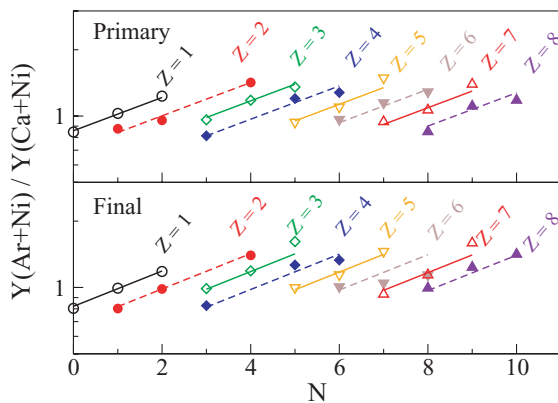 Y(Ar+Ni) / Y(Ca+Ni)
Primary
Z = 1
Z = 2
Z = 3
Z = 4
Z = 5
Z = 6
Z = 7
Z = 8
1
Final
Z = 1
Z = 2
Z = 3
Z = 4
Z = 5
Z = 6
Z = 7
Z = 8
1
0 2 4 6 8 10
N